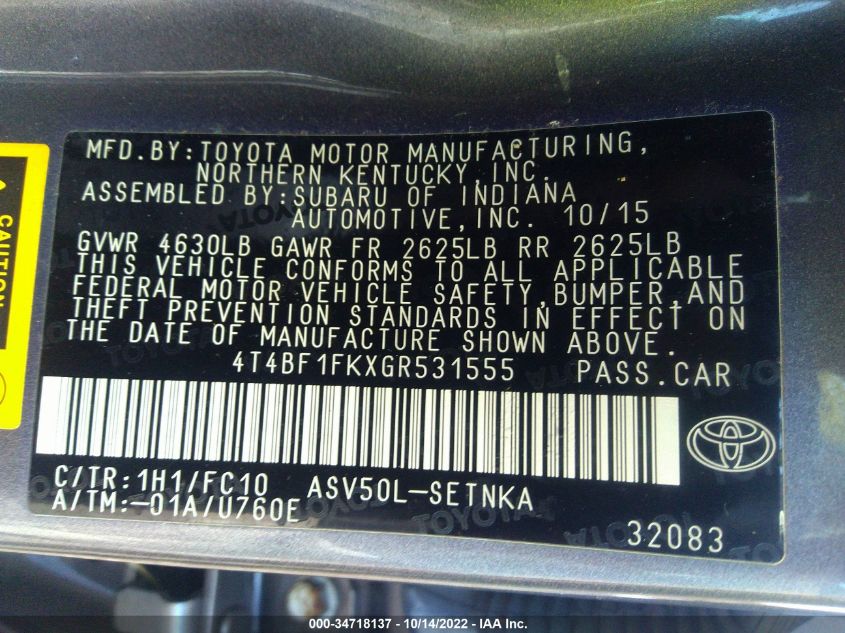 MFD.BY:TOYOTA MOTOR MANUFACTURING,
NORTHERN KENTUCKY,INC.
ASSEMBLED BY:SUBARU OF INDIANA
AUTOMOTIVE,INC. 10/15
GVWR 4630LB GAWR FR 2625LB RR 2625LB
THIS VEHICLE CONFORMS TO ALL APPLICABLE
FEDERAL MOTOR VEHICLE SAFETY,BUMPER,AND
THEFT PREVENTION STANDARDS IN EFFECT ON
THE DATE OF MANUFACTURE SHOWN ABOVE.
4T4BF1FKXGR531555 PASS.CAR
C/TR:1H1/FC10 ASV50L-SETNKA
A/TM:-01A/U760E
32083
CAUTION
000-34718137 - 10/14/2022 - IAA Inc.